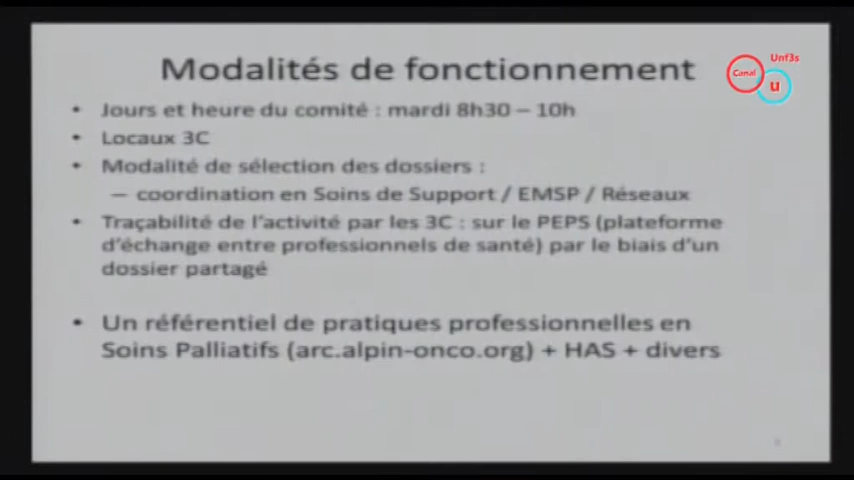 Modalités de fonctionnement
Unf3s
Canal
u
• Jours et heure du comité : mardi 8h30 – 10h
• Locaux 3C
• Modalité de sélection des dossiers :
– coordination en Soins de Support / EMSP / Réseaux
• Traçabilité de l'activité par les 3C : sur le PEPS (plateforme
d'échange entre professionnels de santé) par le biais d'un
dossier partagé
• Un référentiel de pratiques professionnelles en
Soins Palliatifs (arc.alpin-onco.org) + HAS + divers